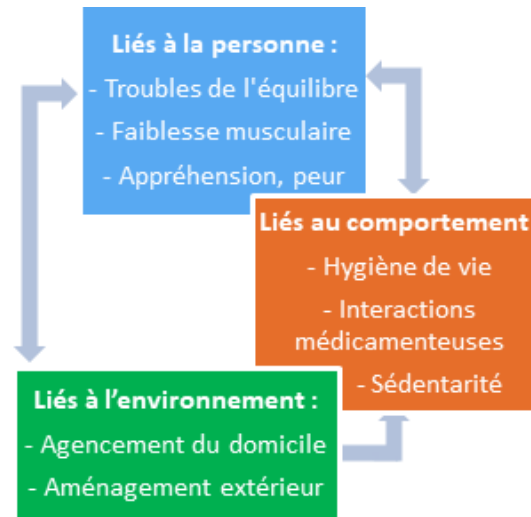 Liés à la personne :
- Troubles de l'équilibre
- Faiblesse musculaire
- Appréhension, peur
Liés au comportement
- Hygiène de vie
- Interactions
médicamenteuses
- Sédentarité
Liés à l’environnement :
- Agencement du domicile
- Aménagement extérieur